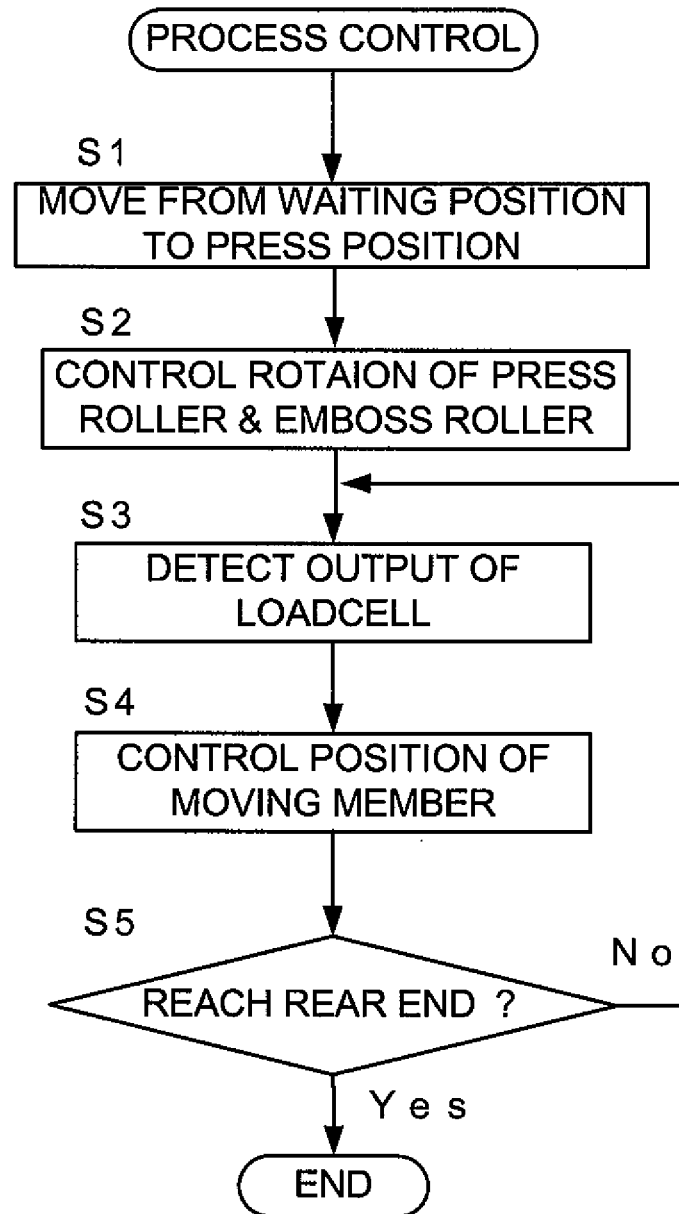 PROCESS CONTROL
S1
MOVE FROM WAITING POSITION
TO PRESS POSITION
S2
CONTROL ROTAION OF PRESS
ROLLER & EMBOSS ROLLER
S3
DETECT OUTPUT OF
LOADCELL
S4
CONTROL POSITION OF
MOVING MEMBER
S5
No
REACH REAR END ?
Yes
END